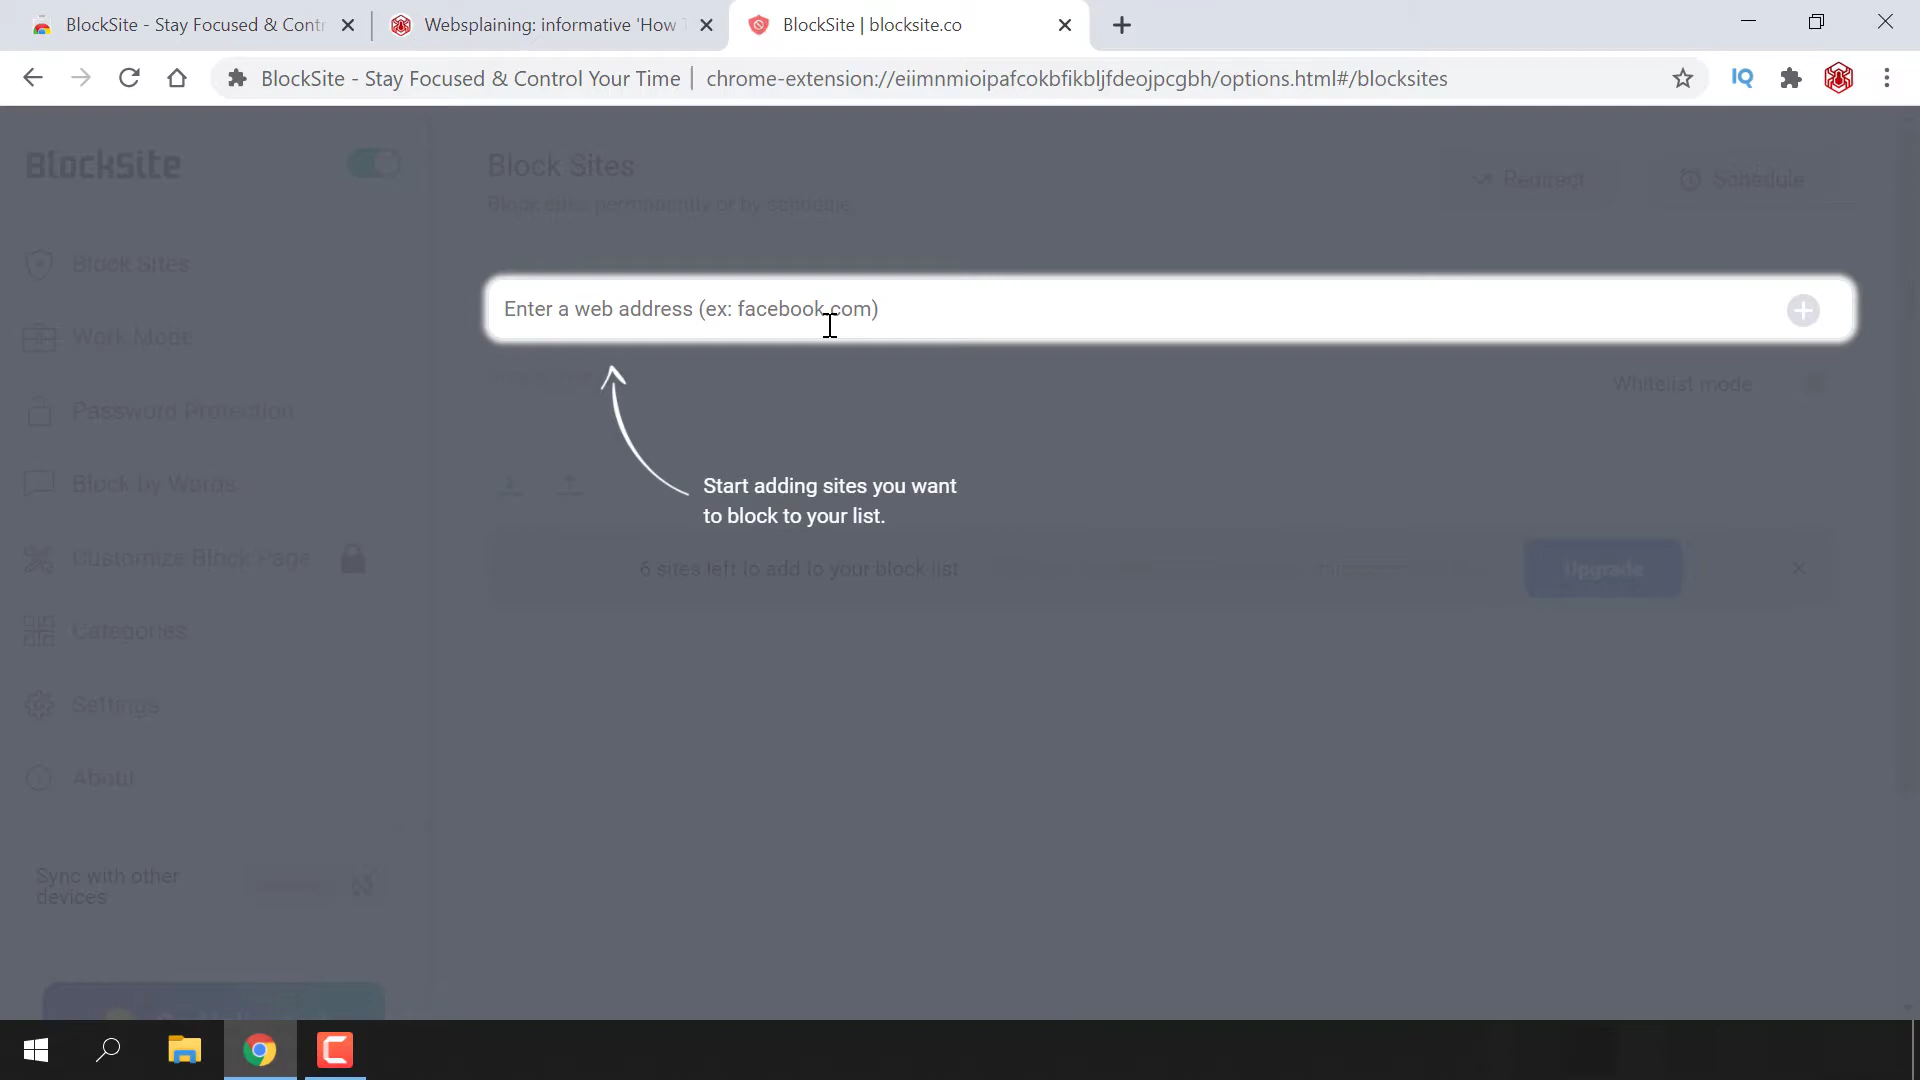 BlockSite - Stay Focused & Contr
Websplaining: informative 'How T
BlockSite | blocksite.co
BlockSite - Stay Focused & Control Your Time | chrome-extension://eiimnmioipafcokbfikbljfdeojpcgbh/options.html#/blocksites
IQ
BlockSite
Block Sites
Block sites permanently or by schedule
Redirect
Schedule
Block Sites
Enter a web address (ex: facebook.com)
Work Mode
Whitelist mode
Password Protection
Block by Words
Start adding sites you want
to block to your list.
Customize Block Page
6 sites left to add to your block list
Upgrade
Categories
Settings
About
Sync with other
devices